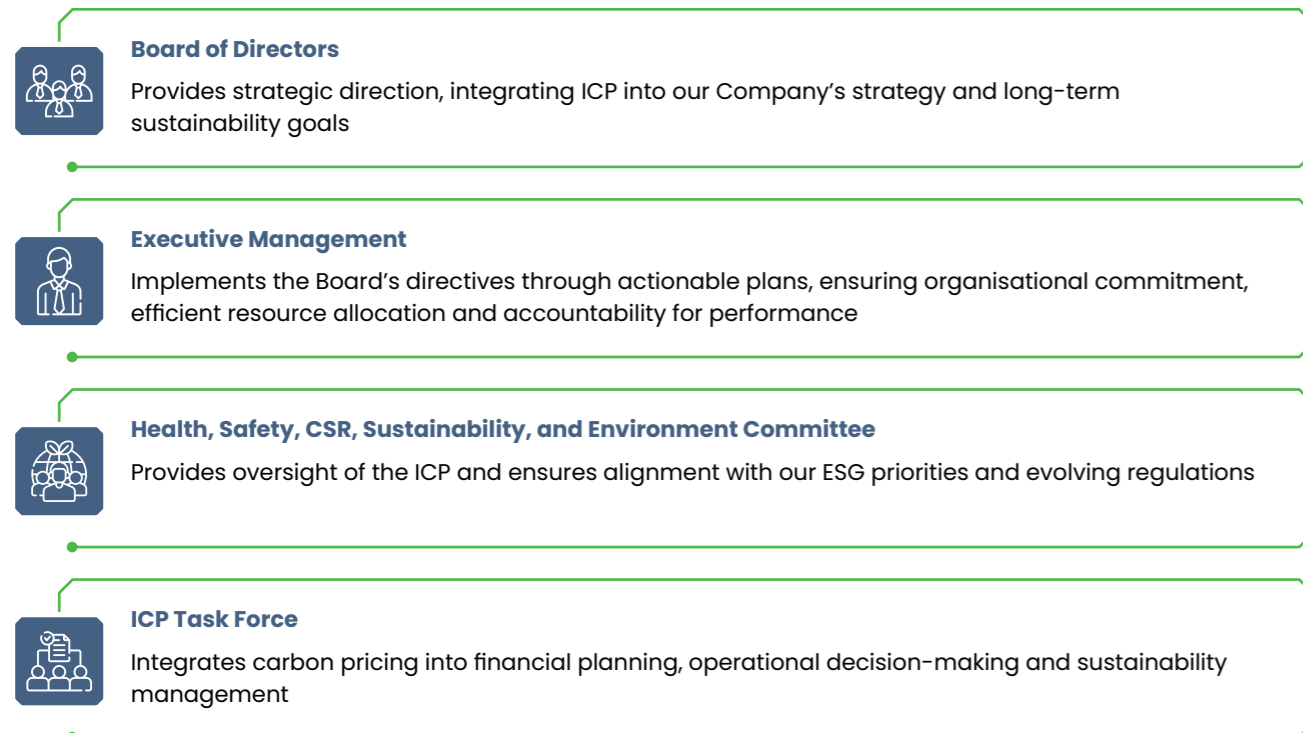 Board of Directors
Provides strategic direction, integrating ICP into our Company’s strategy and long-term
sustainability goals
Executive Management
Implements the Board’s directives through actionable plans, ensuring organisational commitment,
efficient resource allocation and accountability for performance
Health, Safety, CSR, Sustainability, and Environment Committee
Provides oversight of the ICP and ensures alignment with our ESG priorities and evolving regulations
ICP Task Force
Integrates carbon pricing into financial planning, operational decision-making and sustainability
management